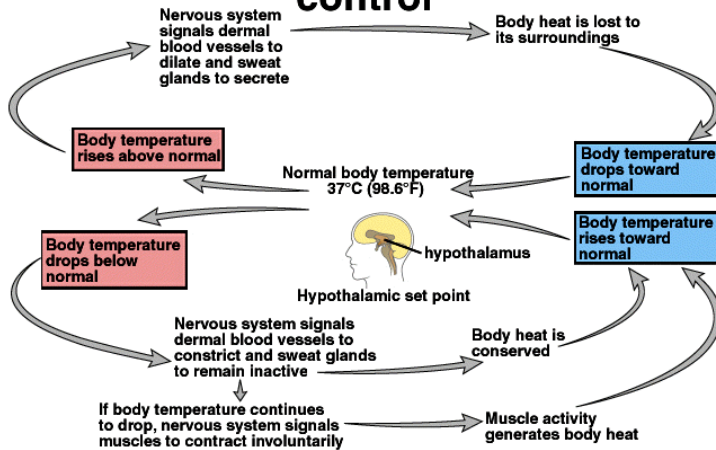 control
Nervous system
signals dermal
blood vessels to
dilate and sweat
glands to secrete
Body heat is lost to
its surroundings
Body temperature
rises above normal
Normal body temperature
37°C (98.6°F)
Body temperature
drops toward
normal
Body temperature
drops below
normal
hypothalamus
Hypothalamic set point
Body temperature
rises toward
normal
Nervous system signals
dermal blood vessels to
constrict and sweat glands
to remain inactive
Body heat is
conserved
If body temperature continues
to drop, nervous system signals
muscles to contract involuntarily
Muscle activity
generates body heat